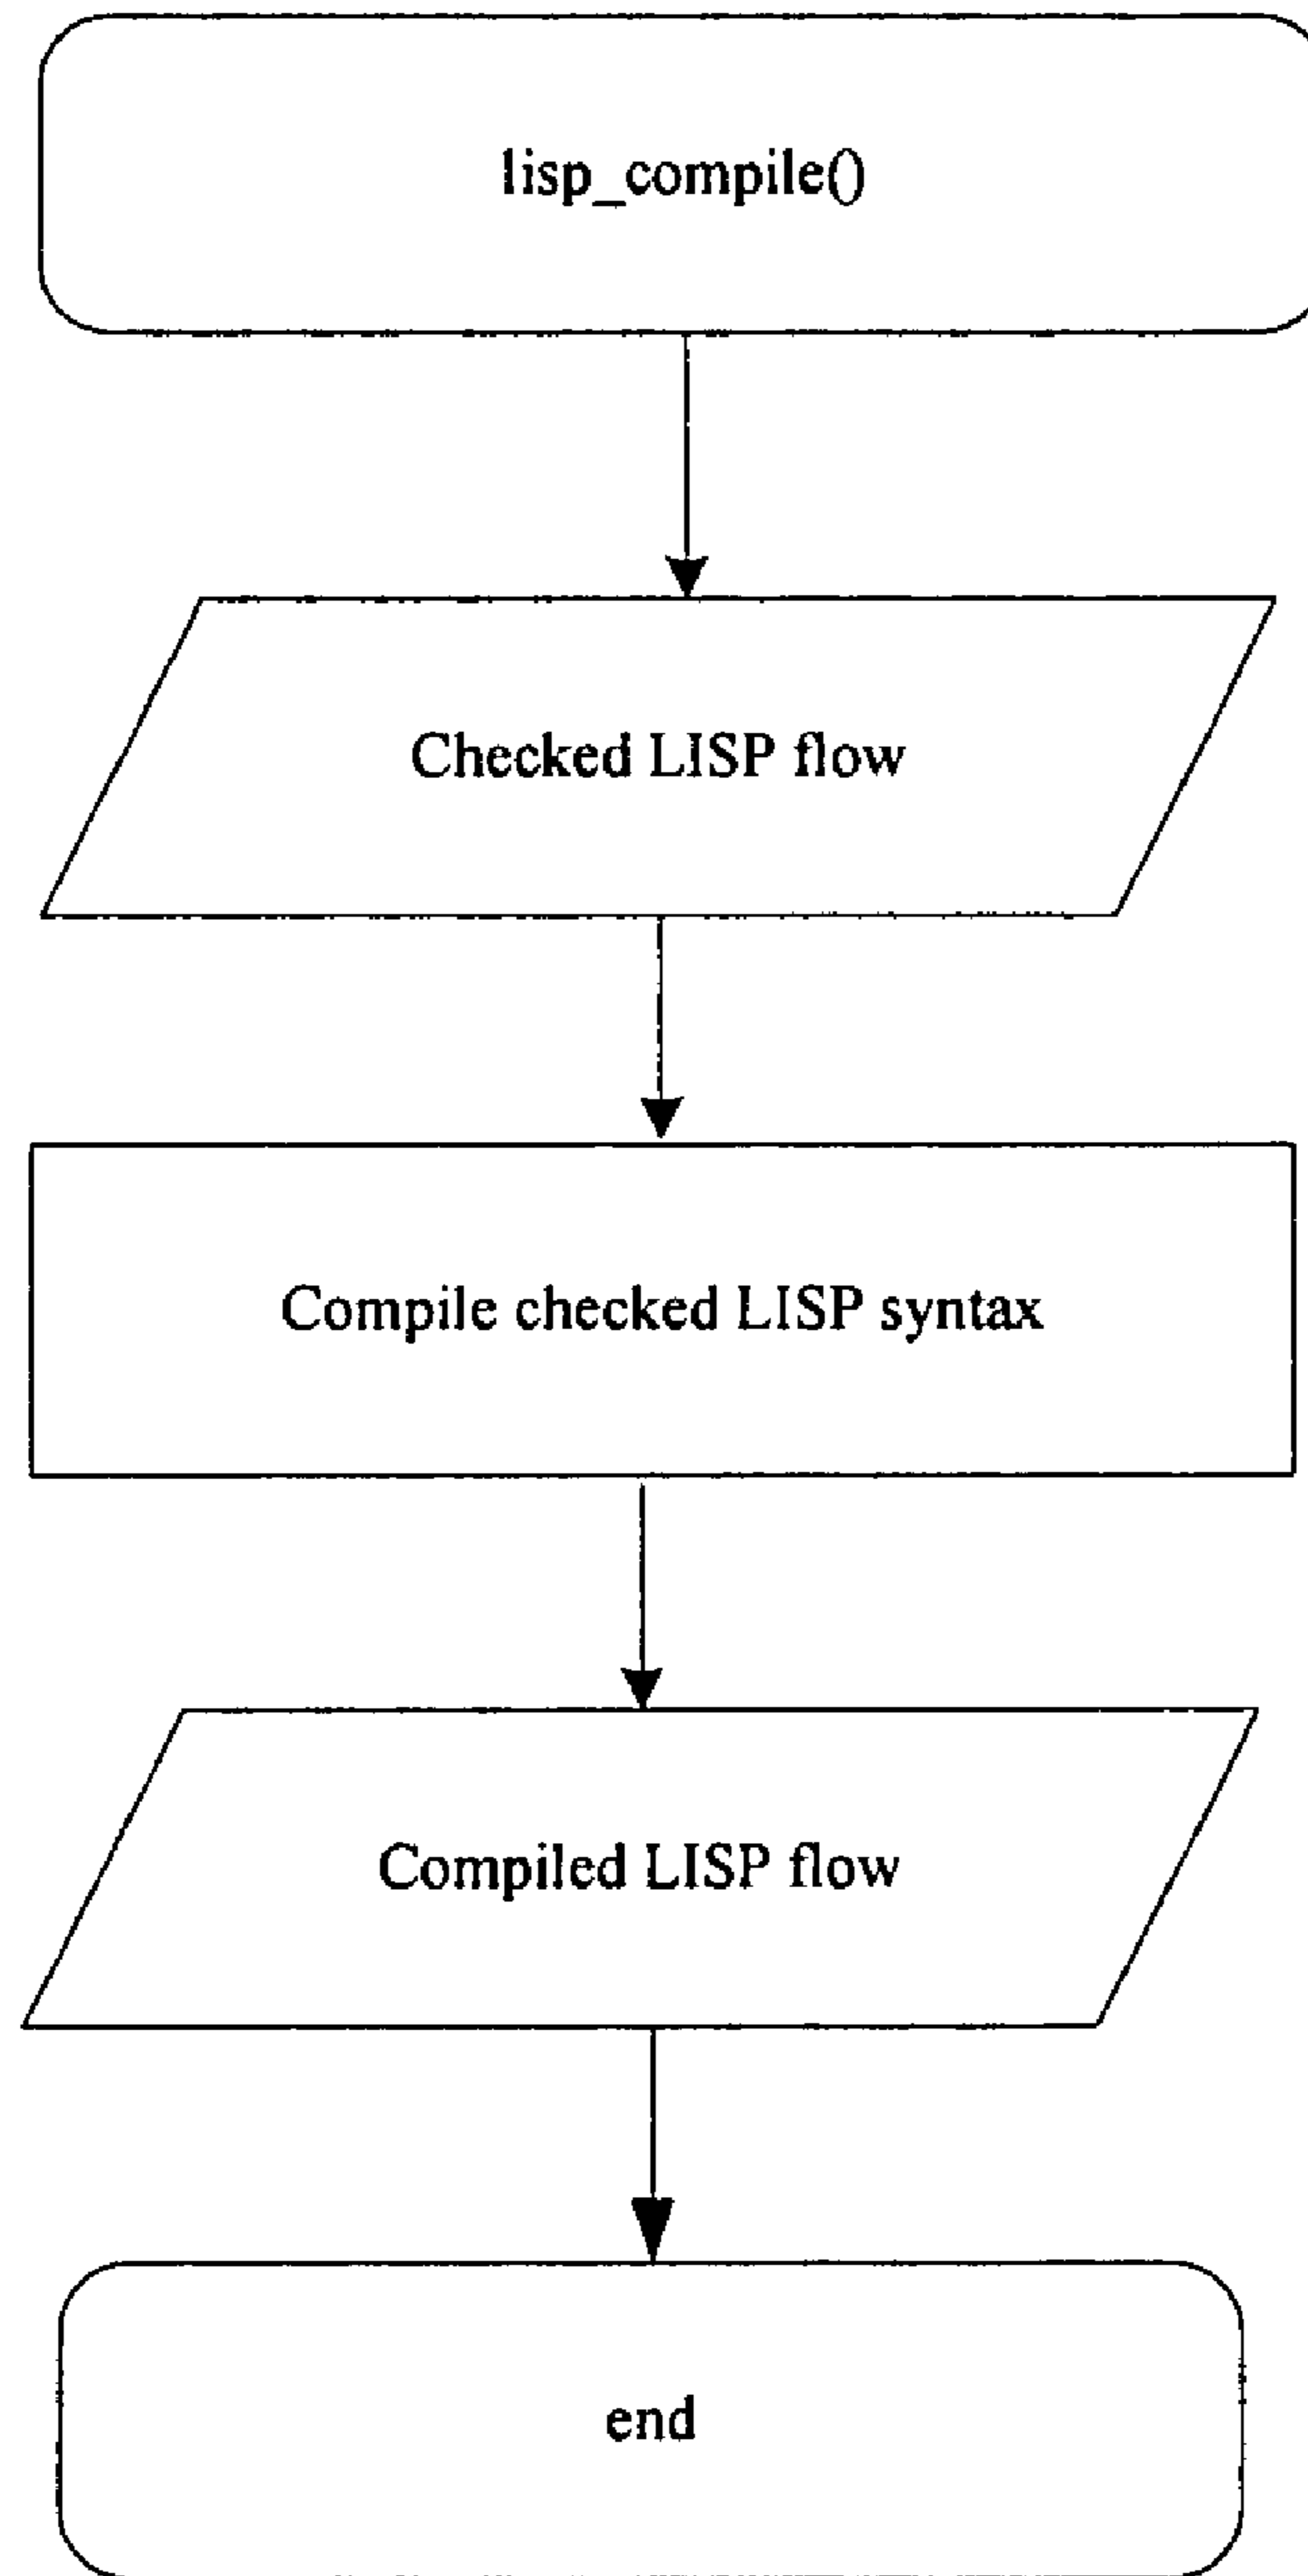 lisp_compile()
Checked LISP flow
Compile checked LISP syntax
Compiled LISP flow
end